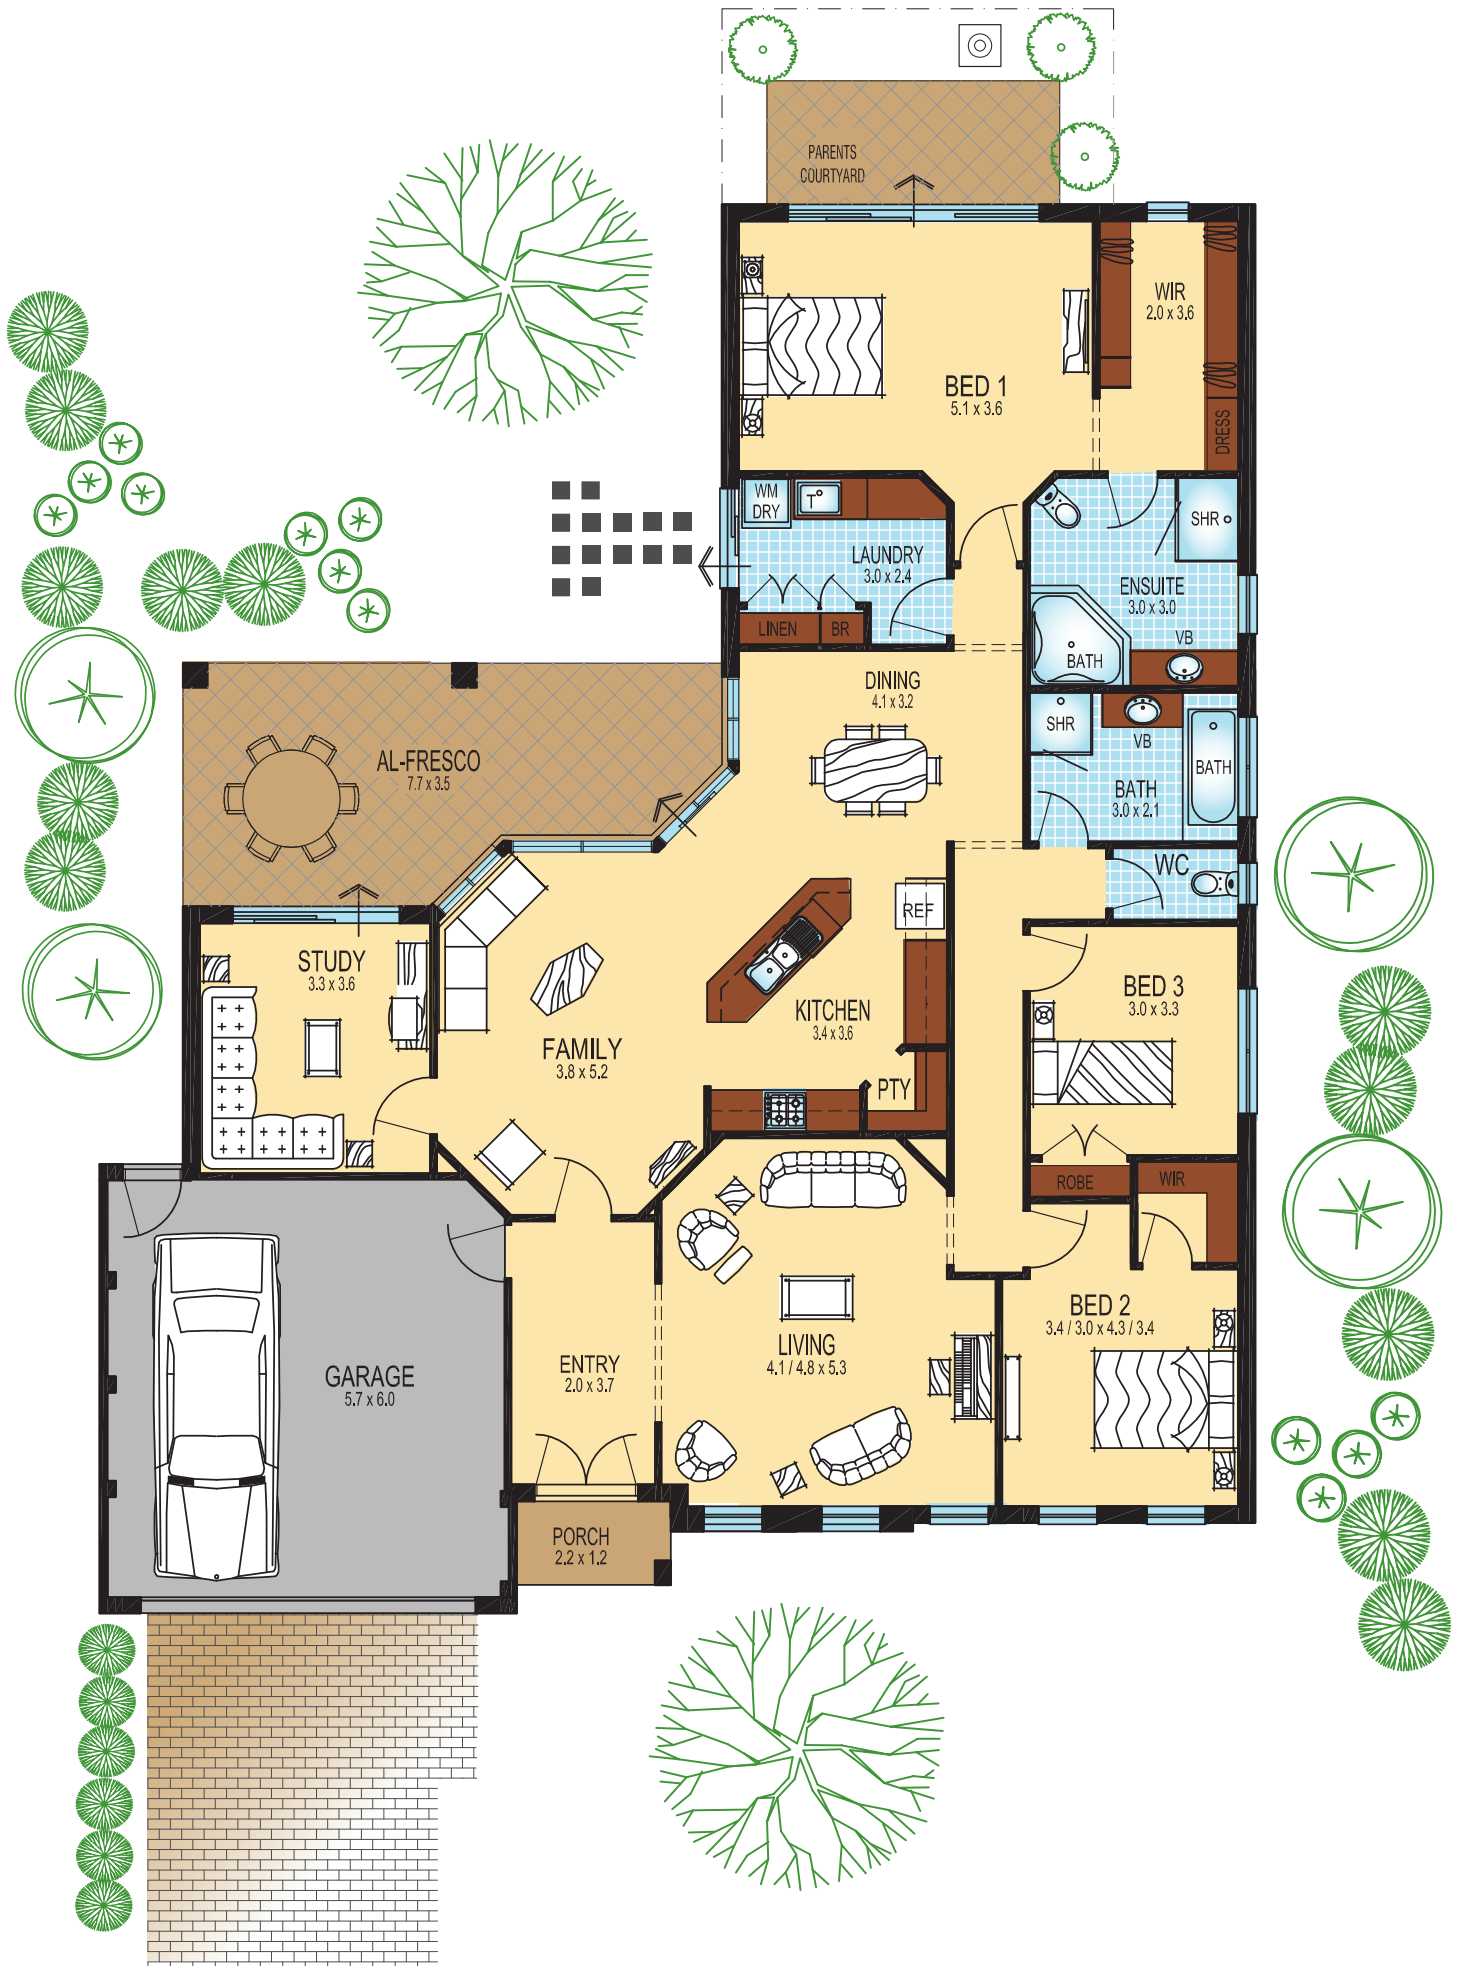 PARENTS
COURTYARD
WIR
2.0 x 3.6
BED 1
5.1 x 3.6
DRESS
WM
DRY
T
SHR
LAUNDRY
3.0 x 2.4
ENSUITE
3.0 x 3.0
LINEN
BR
VB
BATH
DINING
4.1 x 3.2
SHR
VB
BATH
AL-FRESCO
7.7 x 3.5
BATH
3.0 x 2.1
WC
REF
STUDY
3.3 x 3.6
BED 3
3.0 x 3.3
KITCHEN
3.4 x 3.6
FAMILY
3.8 x 5.2
PTY
ROBE
WIR
BED 2
3.4 / 3.0 x 4.3 / 3.4
LIVING
4.1 / 4.8 x 5.3
ENTRY
2.0 x 3.7
GARAGE
5.7 x 6.0
PORCH
2.2 x 1.2